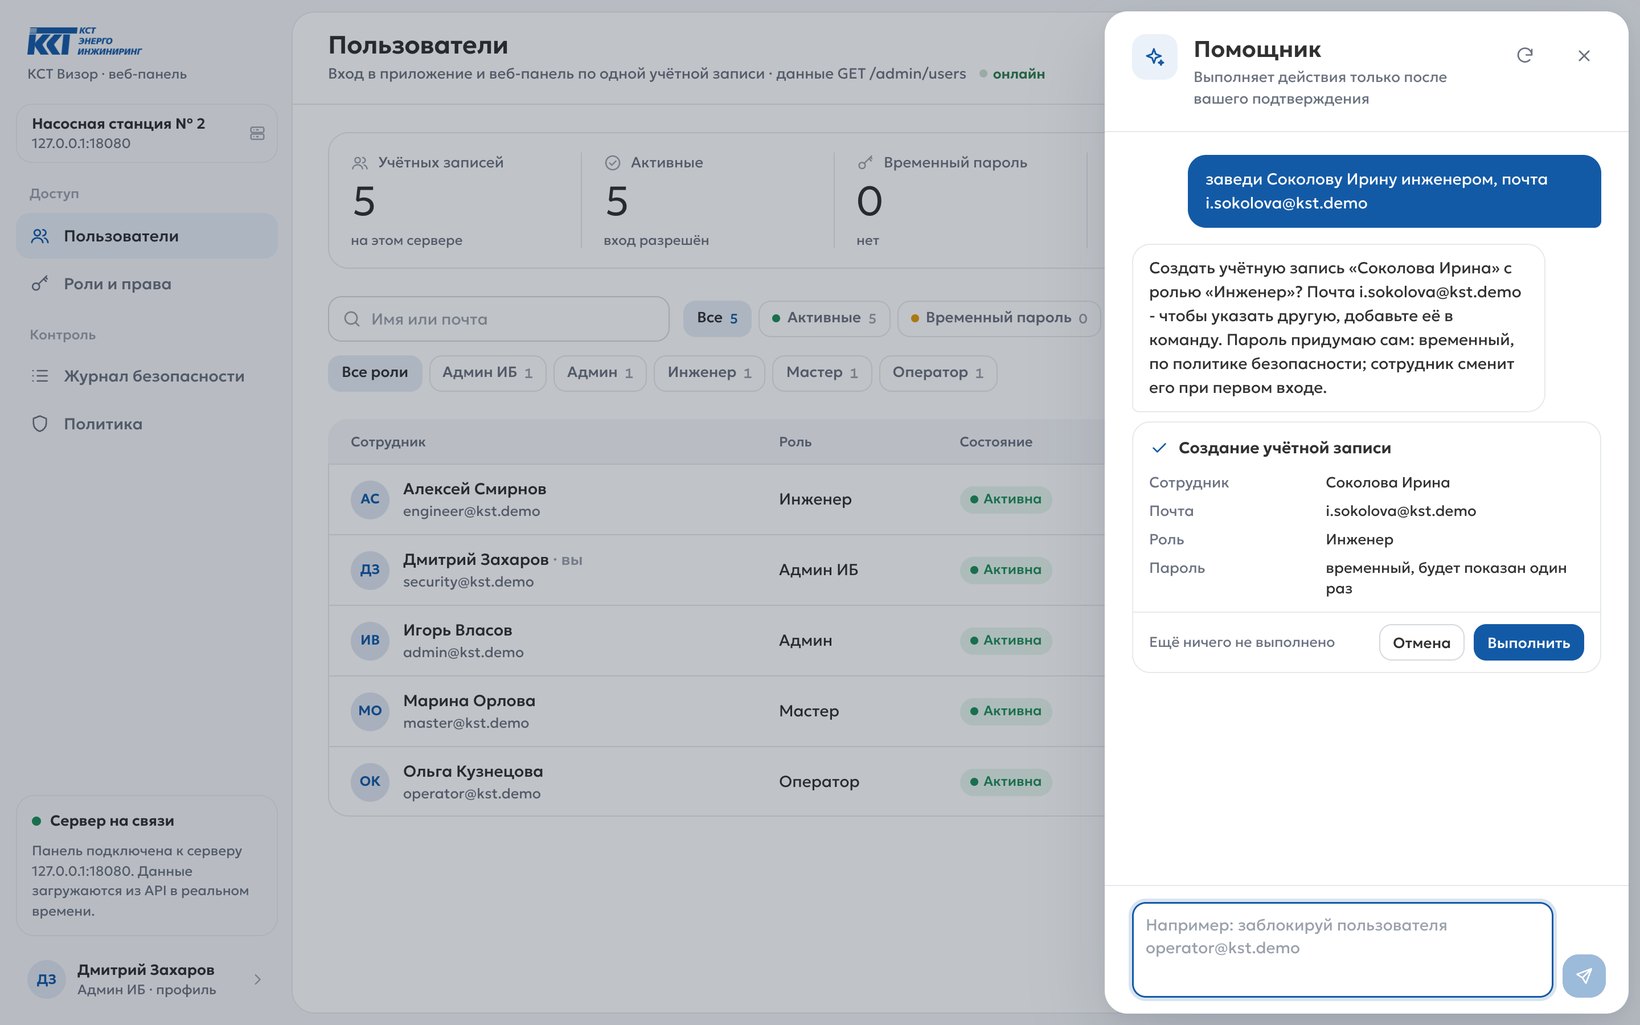 КСТ
КСТ
ЭНЕРГО
ИНЖИНИРИНГ
КСТ Визор · веб-панель
Насосная станция № 2
127.0.0.1:18080
Доступ
Пользователи
Роли и права
Контроль
Журнал безопасности
Политика
Сервер на связи
Панель подключена к серверу
127.0.0.1:18080. Данные
загружаются из API в реальном
времени.
ДЗ
Дмитрий Захаров
Админ ИБ · профиль
Пользователи
Вход в приложение и веб-панель по одной учётной записи · данные GET /admin/users онлайн
Учётных записей
5
на этом сервере
Активные
5
вход разрешён
Временный пароль
0
нет
Имя или почта
Все 5
Активные 5
Временный пароль 0
Все роли
Админ ИБ 1
Админ 1
Инженер 1
Мастер 1
Оператор 1
Сотрудник Роль Состояние
АС
Алексей Смирнов
engineer@kst.demo
Инженер
Активна
ДЗ
Дмитрий Захаров · вы
security@kst.demo
Админ ИБ
Активна
ИВ
Игорь Власов
admin@kst.demo
Админ
Активна
МО
Марина Орлова
master@kst.demo
Мастер
Активна
ОК
Ольга Кузнецова
operator@kst.demo
Оператор
Активна
Помощник
Выполняет действия только после
вашего подтверждения
заведи Соколову Ирину инженером, почта
i.sokolova@kst.demo
Создать учётную запись «Соколова Ирина» с
ролью «Инженер»? Почта i.sokolova@kst.demo
- чтобы указать другую, добавьте её в
команду. Пароль придумаю сам: временный,
по политике безопасности; сотрудник сменит
его при первом входе.
Создание учётной записи
Сотрудник Соколова Ирина
Почта i.sokolova@kst.demo
Роль Инженер
Пароль временный, будет показан один
раз
Ещё ничего не выполнено
Отмена
Выполнить
Например: заблокируй пользователя
operator@kst.demo